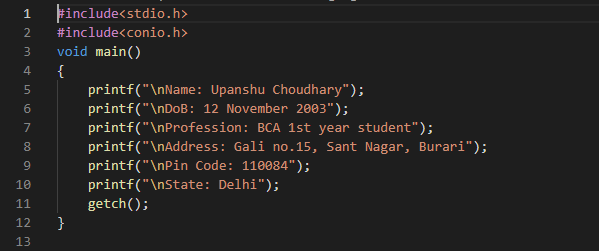 1 #include<stdio.h>
2 #include<conio.h>
3 void main()
4 {
5     printf("\nName: Upanshu Choudhary");
6     printf("\nDoB: 12 November 2003");
7     printf("\nProfession: BCA 1st year student");
8     printf("\nAddress: Gali no.15, Sant Nagar, Burari");
9     printf("\nPin Code: 110084");
10     printf("\nState: Delhi");
11     getch();
12 }
13